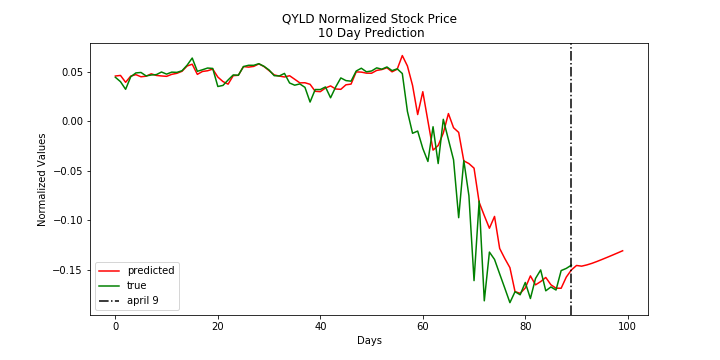 QYLD Normalized Stock Price
10 Day Prediction
Normalized Values
0.05
0.00
−0.05
−0.10
−0.15
0
20
40
60
80
100
Days
predicted
true
april 9